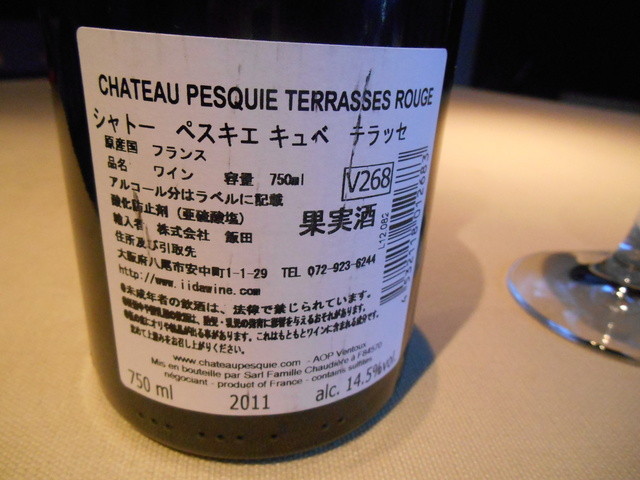 CHATEAU PESQUIE TERRASSES ROUGE
シャトー ペスキエ キュベ テラッセ
原産国 フランス
品名 ワイン 容量 750ml
V268
アルコール分はラベルに記載
酸化防止剤 (亜硫酸塩)
果実酒
輸入者 株式会社 飯田
住所及び引取先
大阪府八尾市安中町1-1-29 TEL 072-923-6244
http://www.iidawine.com
L12.082
※未成年者の飲酒は、法律で禁じられています。
www.chateaupesquie.com - AOP Ventoux
Mis en bouteille par Sarl Famille Chaudière à F84570
négociant - product of France - contains sulfites
750 ml 2011 alc. 14.5%vol.